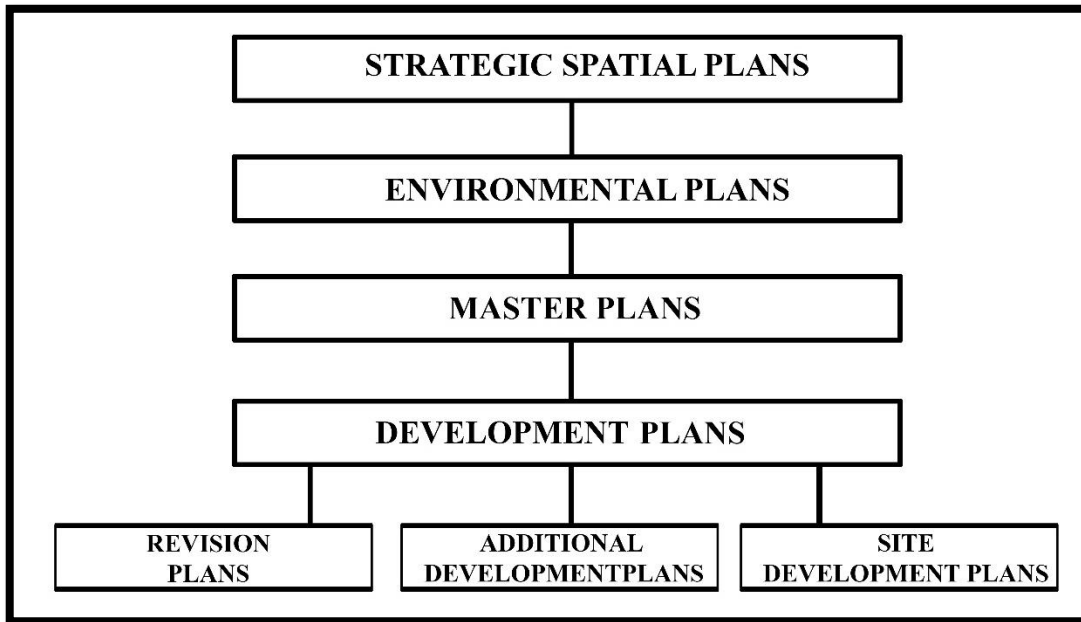 STRATEGIC SPATIAL PLANS
ENVIRONMENTAL PLANS
MASTER PLANS
DEVELOPMENT PLANS
REVISION
PLANS
ADDITIONAL
DEVELOPMENTPLANS
SITE
DEVELOPMENT PLANS